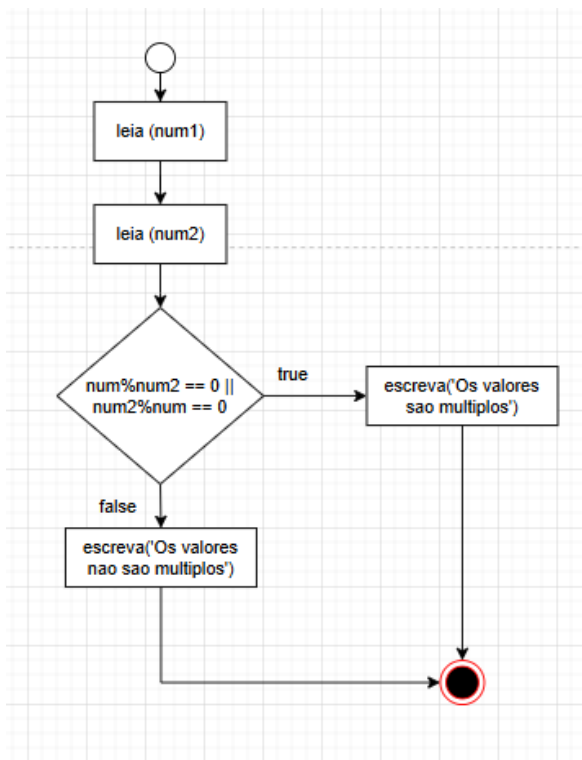 leia (num1)
leia (num2)
num%num2 == 0 ||
num2%num == 0
true
escreva('Os valores
sao multiplos')
false
escreva('Os valores
nao sao multiplos')